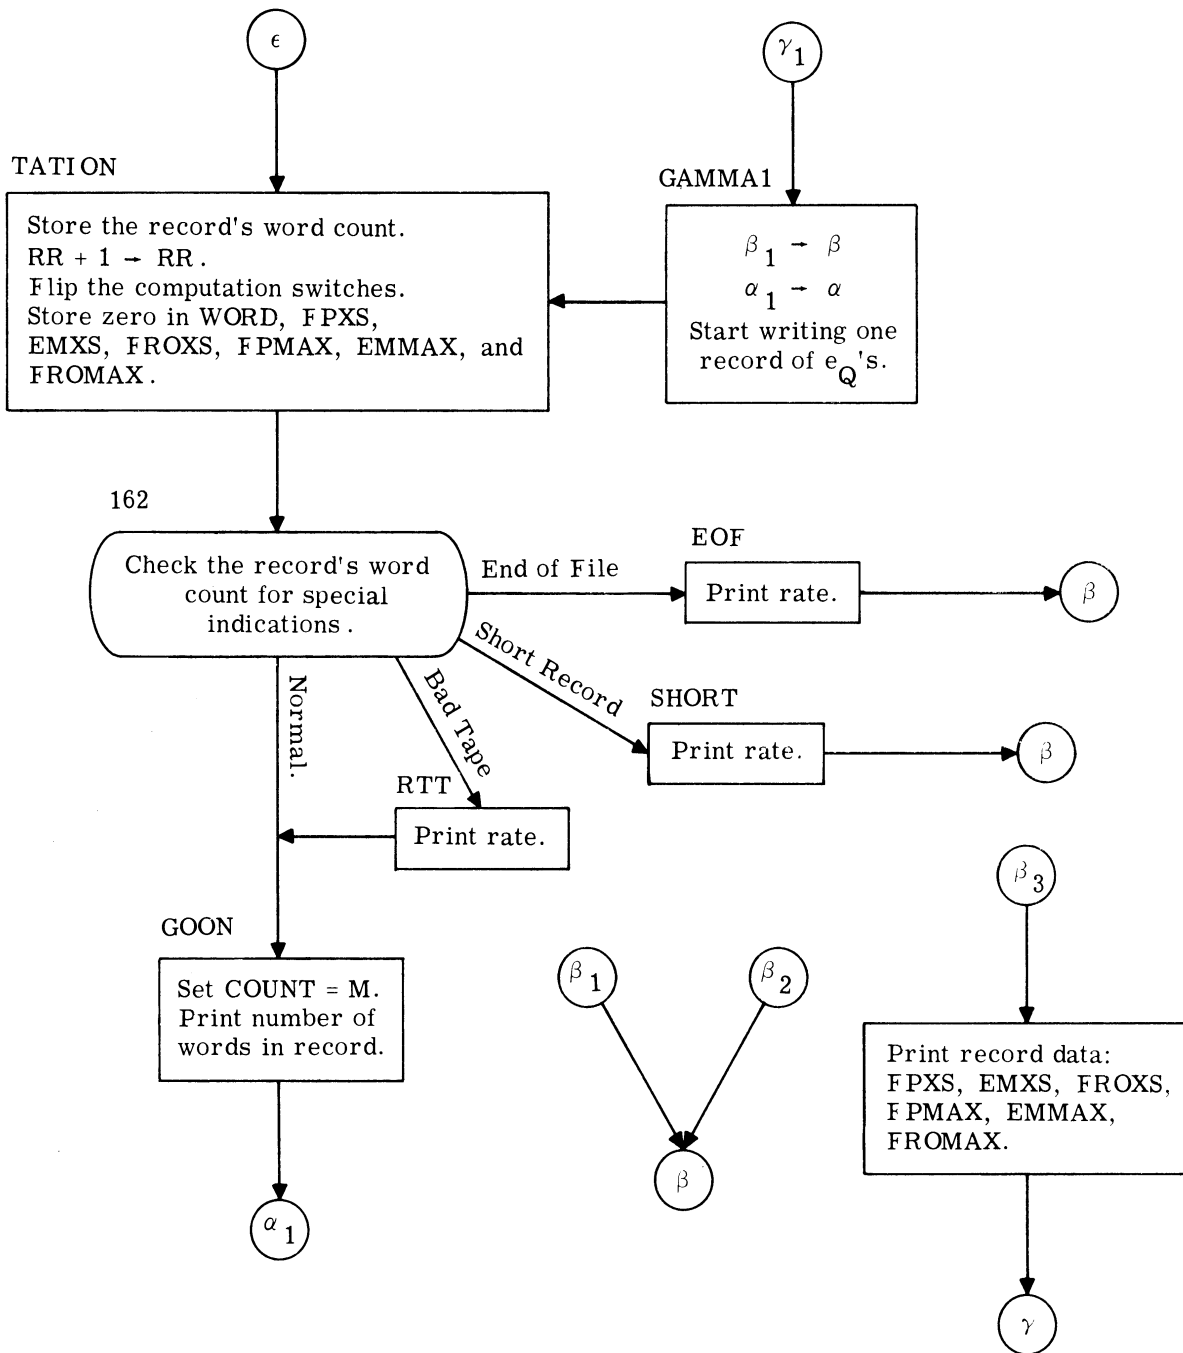 ϵ
γ1
TATION
Store the record's word count.
RR + 1 → RR.
Flip the computation switches.
Store zero in WORD, FPXS,
EMXS, FROXS, FPMAX, EMMAX, and
FROMAX.
GAMMA1
β1 → β
α1 → α
Start writing one
record of eQ's.
162
Check the record's word
count for special
indications.
End of File
EOF
Print rate.
β
Short Record
SHORT
Print rate.
β
Bad Tape
RTT
Print rate.
Normal.
GOON
Set COUNT = M.
Print number of
words in record.
α1
β1
β2
β
β3
Print record data:
FPXS, EMXS, FROXS,
FPMAX, EMMAX,
FROMAX.
γ